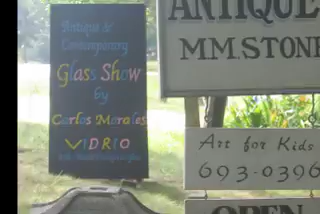 Antique &
Contemporary
Glass Show
by
Carlos Morales
VIDRIO
ANTIQUE
M.M. STONE
Art for Kids
693-0396
OPEN